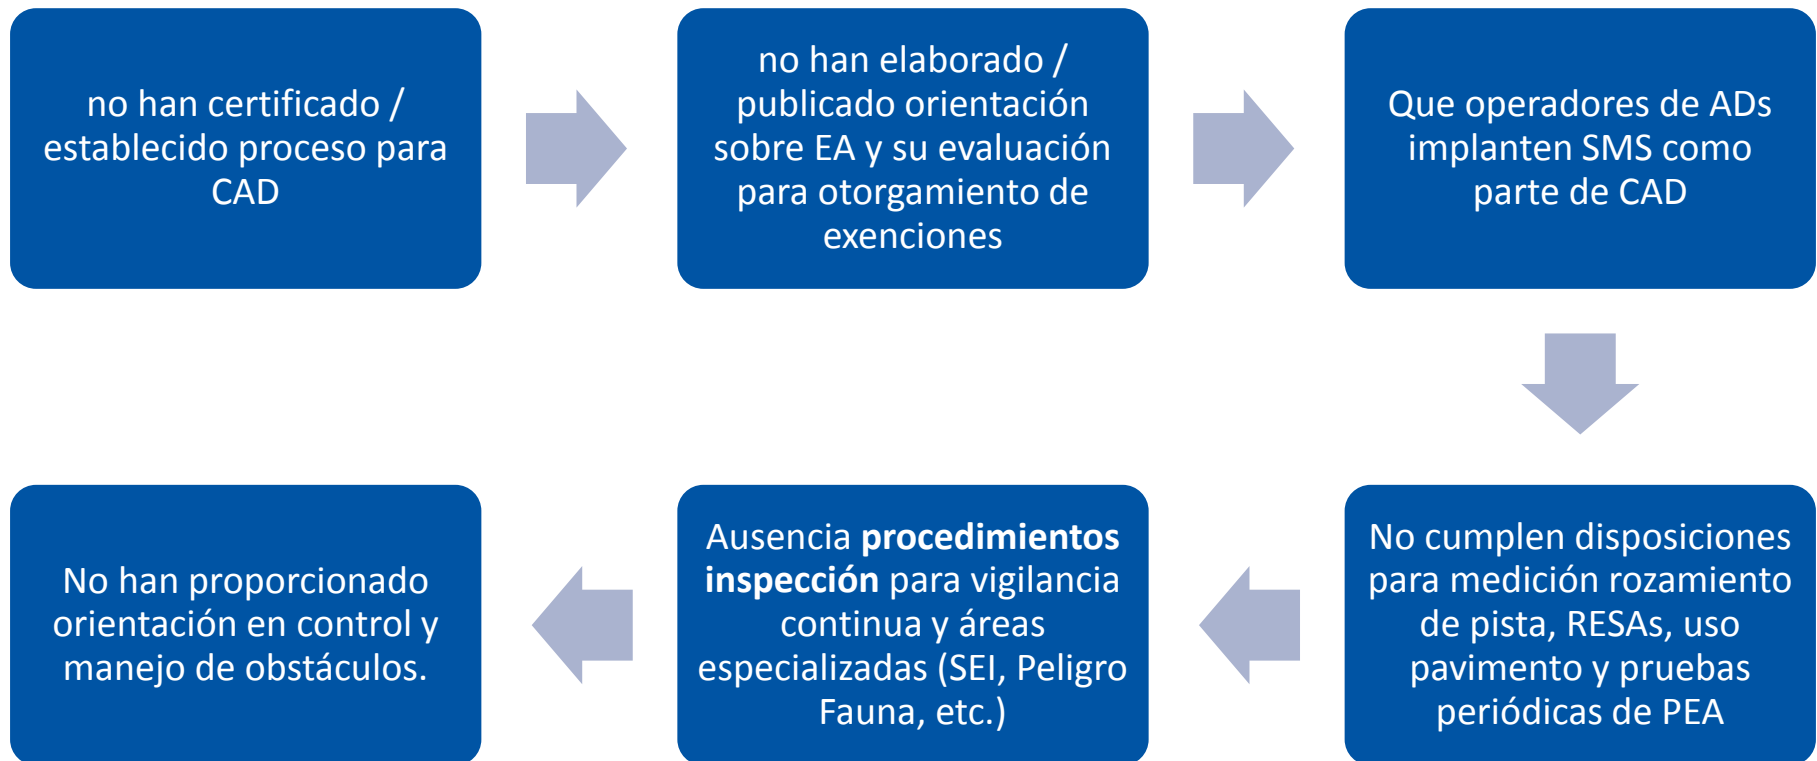 no han certificado /
establecido proceso para
CAD
no han elaborado /
publicado orientación
sobre EA y su evaluación
para otorgamiento de
exenciones
Que operadores de ADs
implanten SMS como
parte de CAD
No cumplen disposiciones
para medición rozamiento
de pista, RESAs, uso
pavimento y pruebas
periódicas de PEA
Ausencia procedimientos
inspección para vigilancia
continua y áreas
especializadas (SEI, Peligro
Fauna, etc.)
No han proporcionado
orientación en control y
manejo de obstáculos.